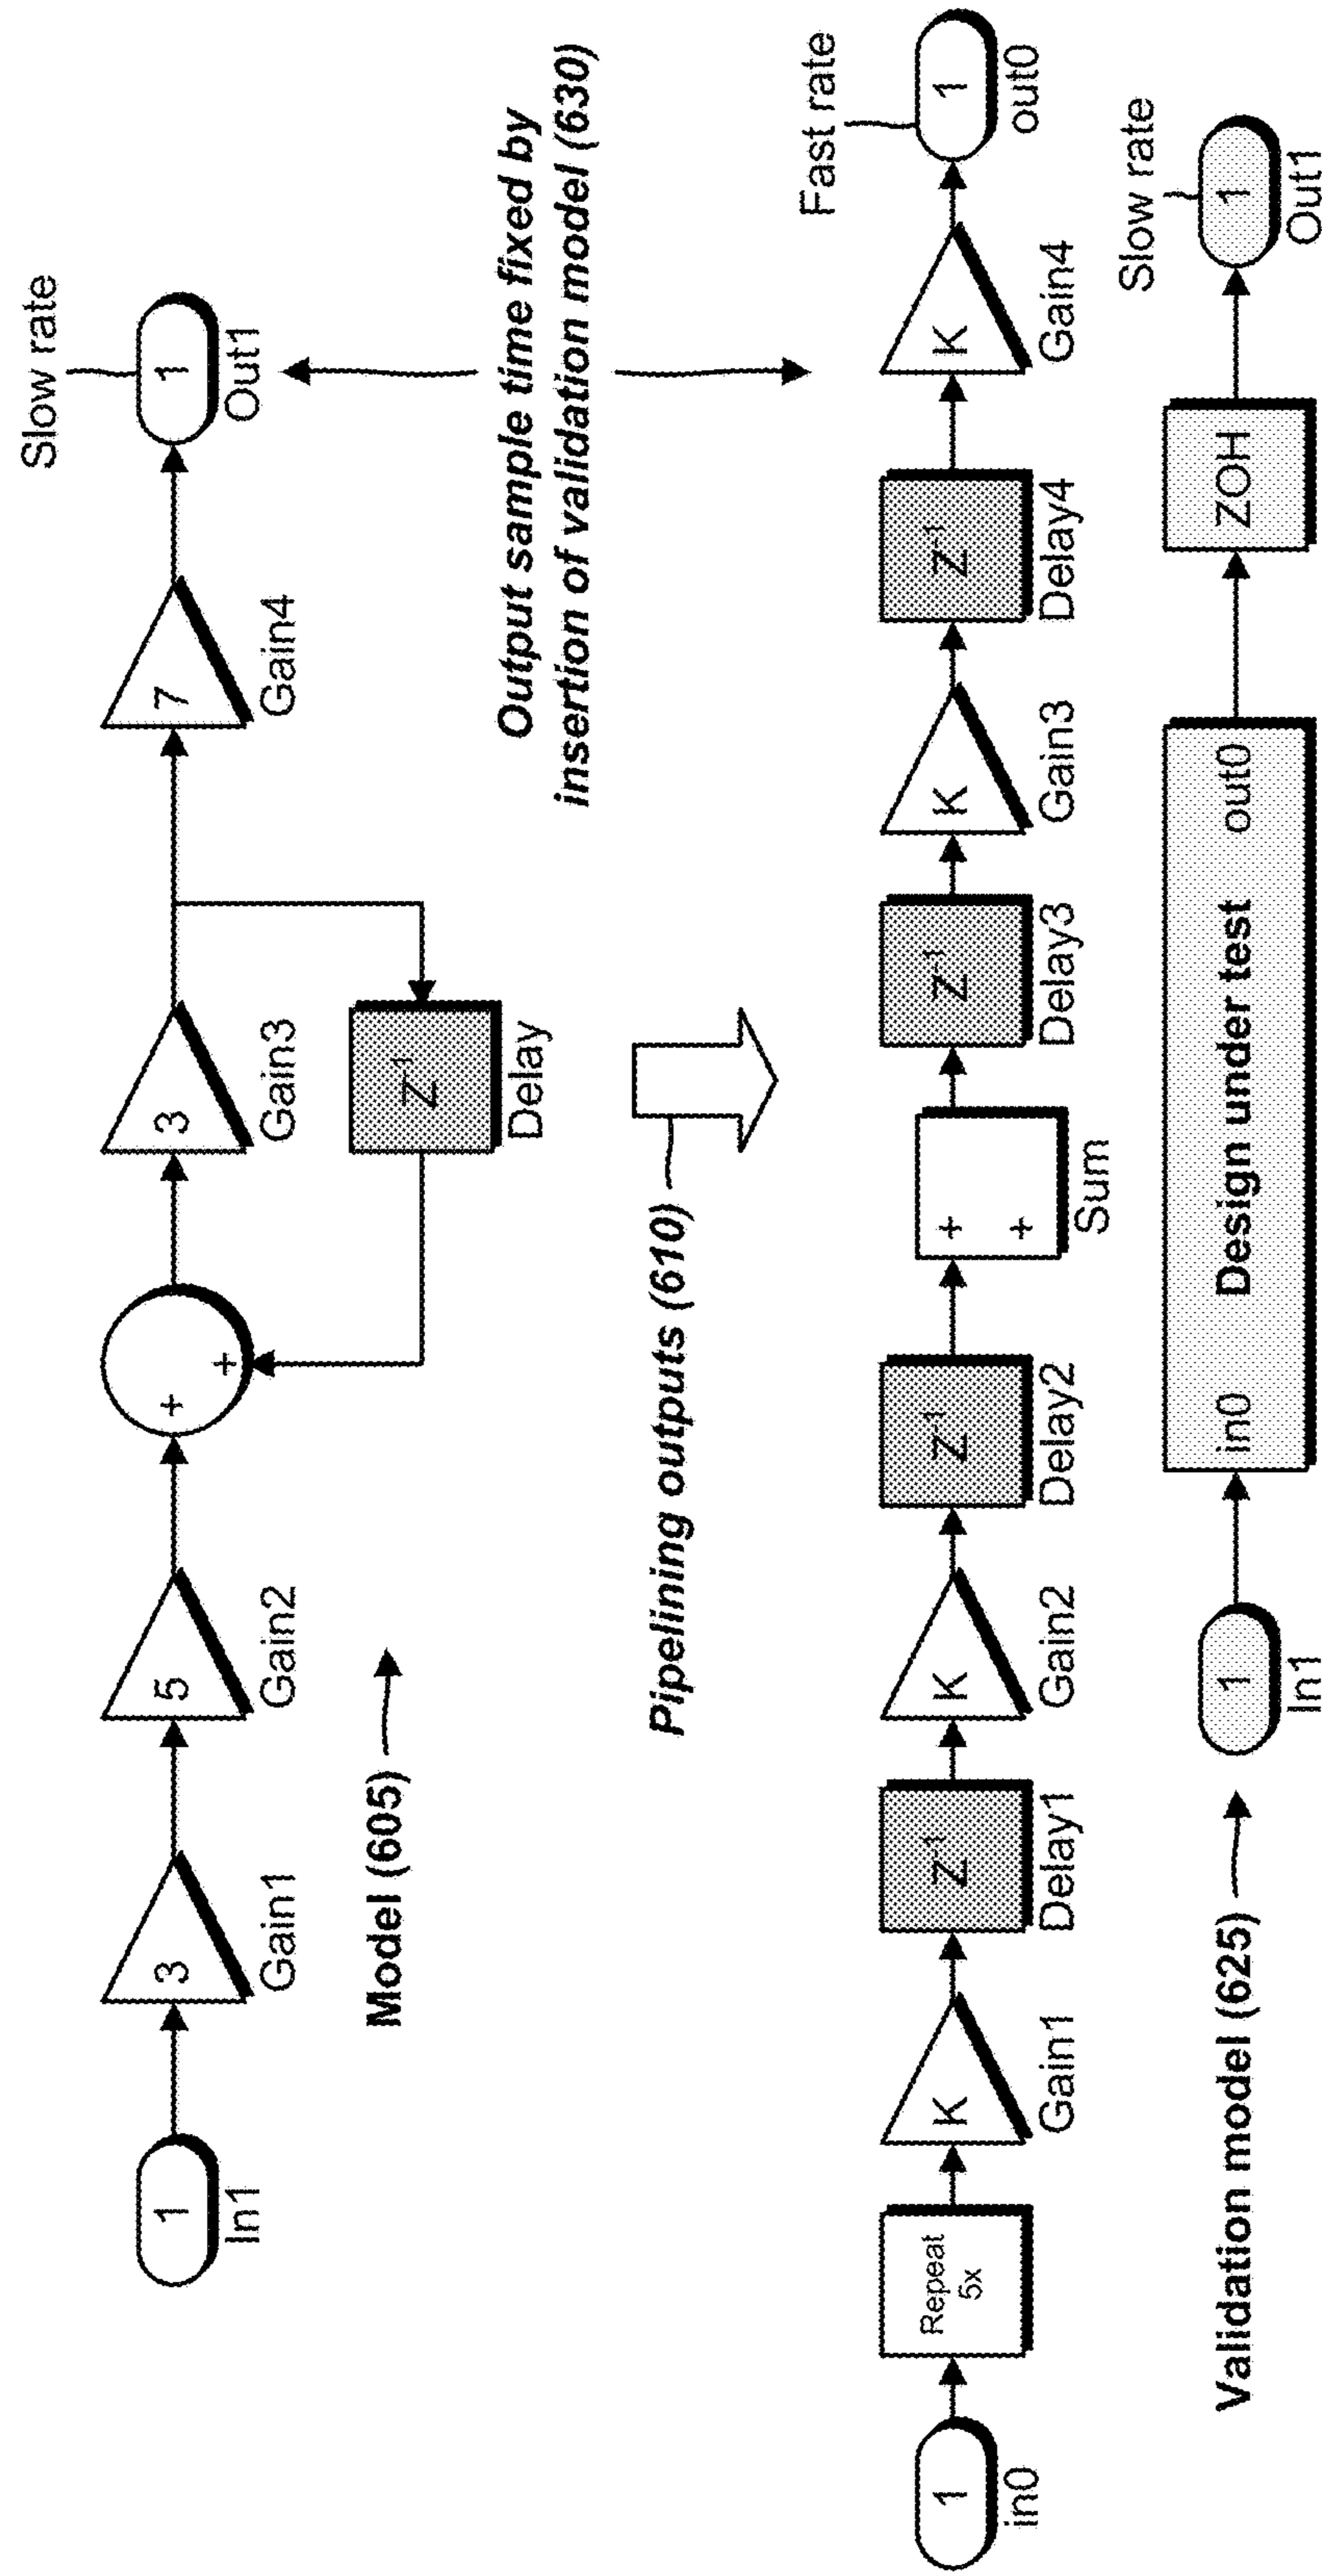 Slow rate
1
3
5
+
+
3
7
1
In1
Gain1
Gain2
Gain3
Gain4
Out1
Z-1
Delay
Model (605)
Output sample time fixed by
insertion of validation model (630)
Pipelining outputs (610)
Fast rate
1
Repeat
5x
K
Z-1
K
Z-1
+
+
Z-1
K
Z-1
K
1
in0
Gain1
Delay1
Gain2
Delay2
Sum
Delay3
Gain3
Delay4
Gain4
out0
Slow rate
Validation model (625)
1
in0
Design under test
out0
ZOH
1
In1
Out1